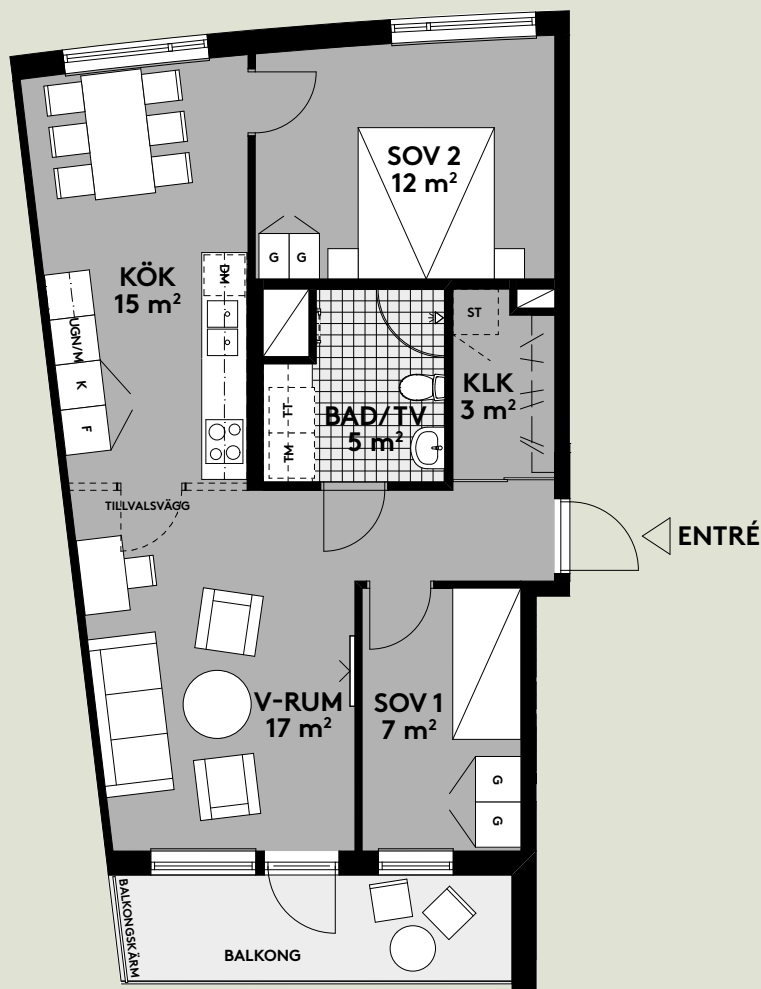 SOV 2
12 m²
G
G
KÖK
15 m²
DM
UGN/M
K
F
ST
KLK
3 m²
BAD/TV
5 m²
TT
TM
TILLVALSVÄGG
ENTRÉ
V-RUM
17 m²
SOV 1
7 m²
G
G
BALKONGSKÄRM
BALKONG